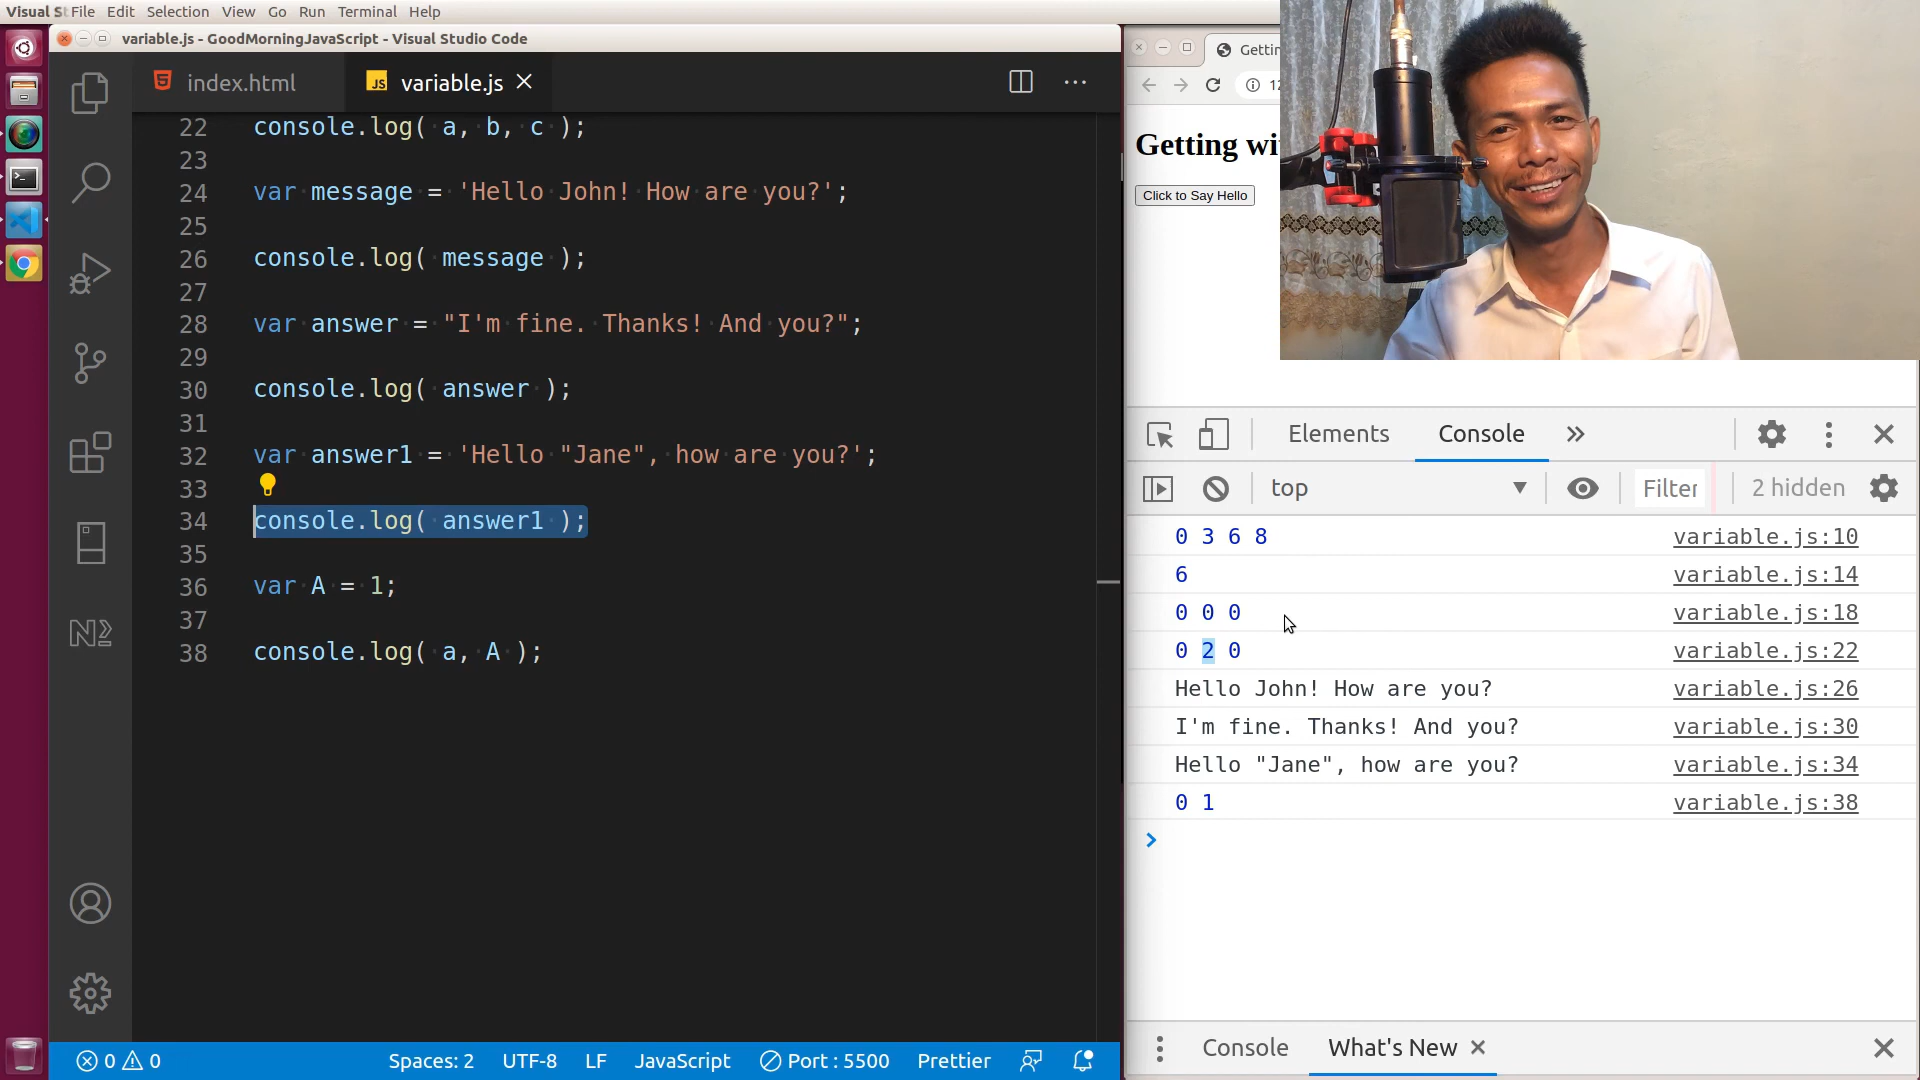 Visual St File Edit Selection View Go Run Terminal Help
variable.js - GoodMorningJavaScript - Visual Studio Code
index.html
variable.js
22 console.log( a, b, c );
23
24 var message = 'Hello John! How are you?';
25
26 console.log( message );
27
28 var answer = "I'm fine. Thanks! And you?";
29
30 console.log( answer );
31
32 var answer1 = 'Hello "Jane", how are you?';
33
34 console.log( answer1 );
35
36 var A = 1;
37
38 console.log( a, A );
0 0
Spaces: 2 UTF-8 LF JavaScript Port : 5500 Prettier
Getting wi
Click to Say Hello
Elements Console
top Filter 2 hidden
0 3 6 8 variable.js:10
6 variable.js:14
0 0 0 variable.js:18
0 2 0 variable.js:22
Hello John! How are you? variable.js:26
I'm fine. Thanks! And you? variable.js:30
Hello "Jane", how are you? variable.js:34
0 1 variable.js:38
Console What's New